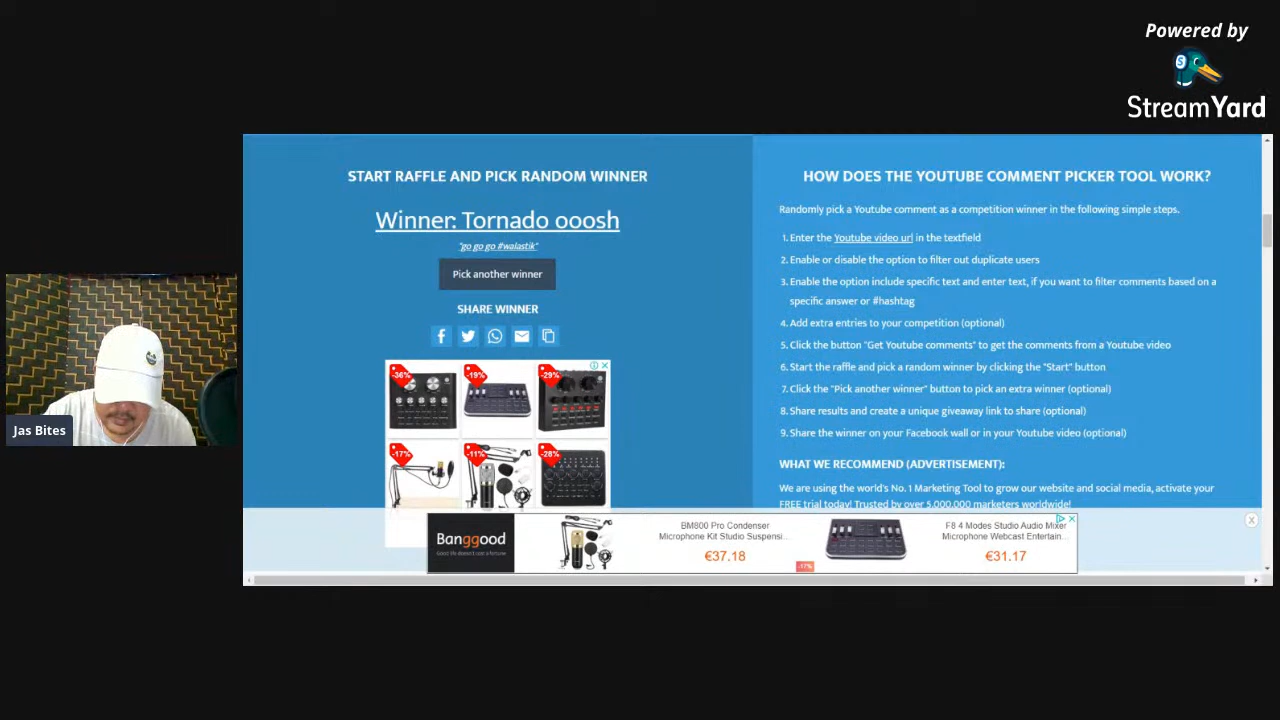 Powered by
StreamYard
START RAFFLE AND PICK RANDOM WINNER
Winner: Tornado ooosh
"go go go #walastik"
Pick another winner
SHARE WINNER
-36%
-19%
-29%
-17%
-11%
-28%
HOW DOES THE YOUTUBE COMMENT PICKER TOOL WORK?
Randomly pick a Youtube comment as a competition winner in the following simple steps.
1. Enter the Youtube video url in the textfield
2. Enable or disable the option to filter out duplicate users
3. Enable the option include specific text and enter text, if you want to filter comments based on a
specific answer or #hashtag
4. Add extra entries to your competition (optional)
5. Click the button "Get Youtube comments" to get the comments from a Youtube video
6. Start the raffle and pick a random winner by clicking the "Start" button
7. Click the "Pick another winner" button to pick an extra winner (optional)
8. Share results and create a unique giveaway link to share (optional)
9. Share the winner on your Facebook wall or in your Youtube video (optional)
WHAT WE RECOMMEND (ADVERTISEMENT):
We are using the world's No. 1 Marketing Tool to grow our website and social media, activate your
FREE trial today! Trusted by over 5,000,000 marketers worldwide!
Jas Bites
Banggood
Good life doesn't cost a fortune
BM800 Pro Condenser
Microphone Kit Studio Suspensi...
€37.18
-17%
F8 4 Modes Studio Audio Mixer
Microphone Webcast Entertain...
€31.17